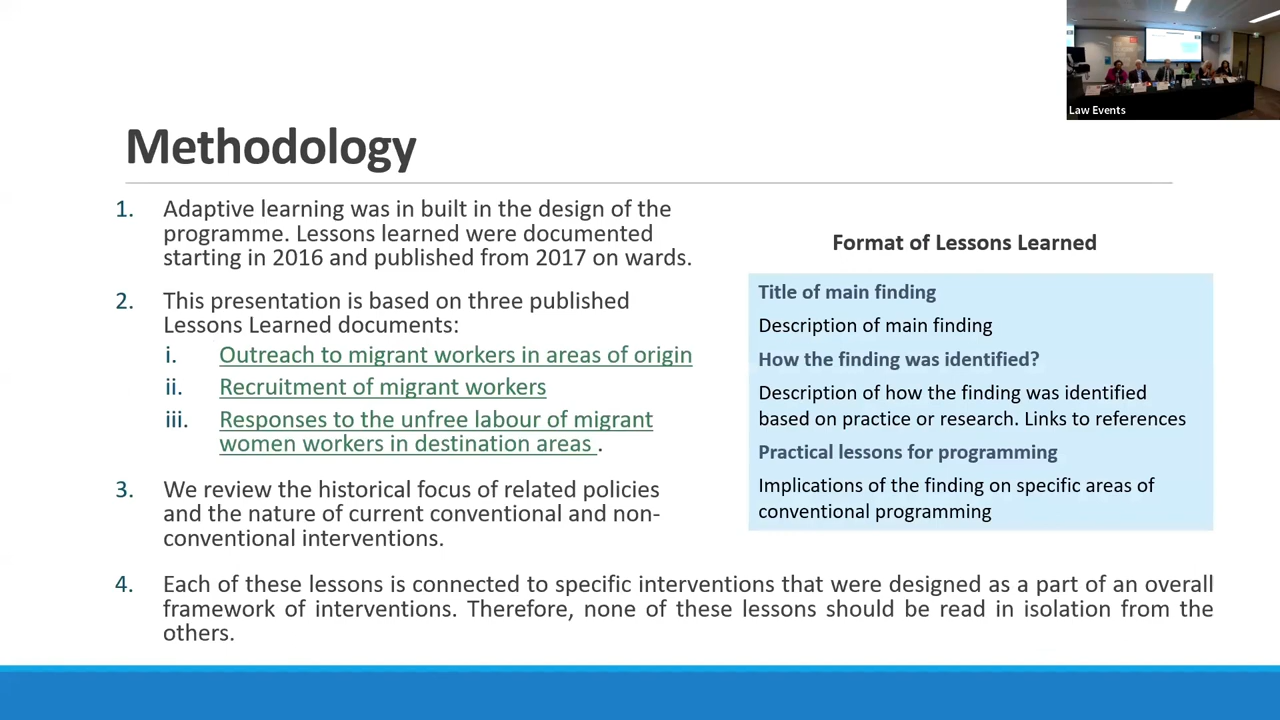 Law Events
Methodology
1. Adaptive learning was in built in the design of the
programme. Lessons learned were documented
starting in 2016 and published from 2017 on wards.
2. This presentation is based on three published
Lessons Learned documents:
i. Outreach to migrant workers in areas of origin
ii. Recruitment of migrant workers
iii. Responses to the unfree labour of migrant
women workers in destination areas .
3. We review the historical focus of related policies
and the nature of current conventional and non-
conventional interventions.
4. Each of these lessons is connected to specific interventions that were designed as a part of an overall
framework of interventions. Therefore, none of these lessons should be read in isolation from the
others.
Format of Lessons Learned
Title of main finding
Description of main finding
How the finding was identified?
Description of how the finding was identified
based on practice or research. Links to references
Practical lessons for programming
Implications of the finding on specific areas of
conventional programming